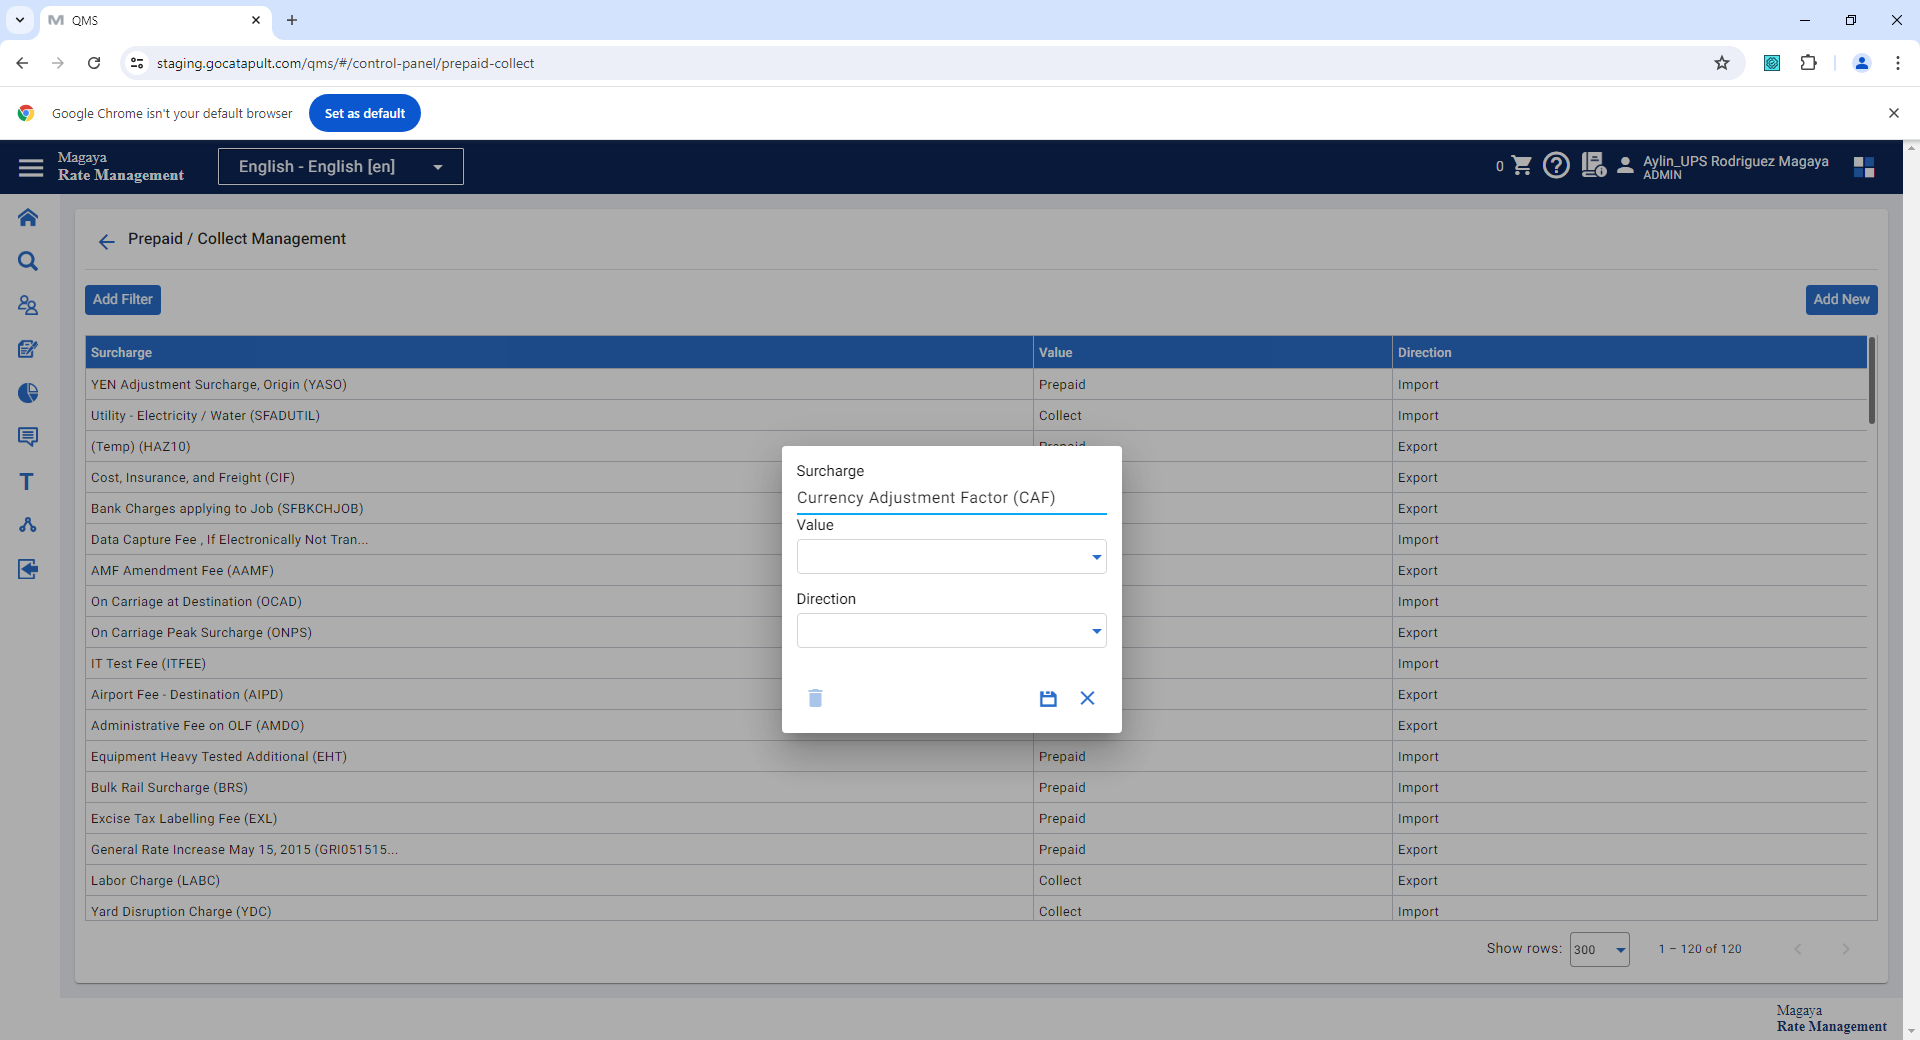 QMS
staging.gocatapult.com/qms/#/control-panel/prepaid-collect
Google Chrome isn't your default browser
Set as default
Magaya
Rate Management
English - English [en]
0
Aylin_UPS Rodriguez Magaya
ADMIN
Prepaid / Collect Management
Add Filter
Add New
Surcharge Value Direction
YEN Adjustment Surcharge, Origin (YASO) Prepaid Import
Utility - Electricity / Water (SFADUTIL) Collect Import
(Temp) (HAZ10) Prepaid Export
Cost, Insurance, and Freight (CIF) Export
Bank Charges applying to Job (SFBKCHJOB) Export
Data Capture Fee , If Electronically Not Tran... Import
AMF Amendment Fee (AAMF) Export
On Carriage at Destination (OCAD) Import
On Carriage Peak Surcharge (ONPS) Export
IT Test Fee (ITFEE) Import
Airport Fee - Destination (AIPD) Export
Administrative Fee on OLF (AMDO) Export
Equipment Heavy Tested Additional (EHT) Prepaid Import
Bulk Rail Surcharge (BRS) Prepaid Import
Excise Tax Labelling Fee (EXL) Prepaid Import
General Rate Increase May 15, 2015 (GRI051515... Prepaid Export
Labor Charge (LABC) Collect Export
Yard Disruption Charge (YDC) Collect Import
Surcharge
Currency Adjustment Factor (CAF)
Value
Direction
Show rows: 300 1 – 120 of 120
Magaya
Rate Management